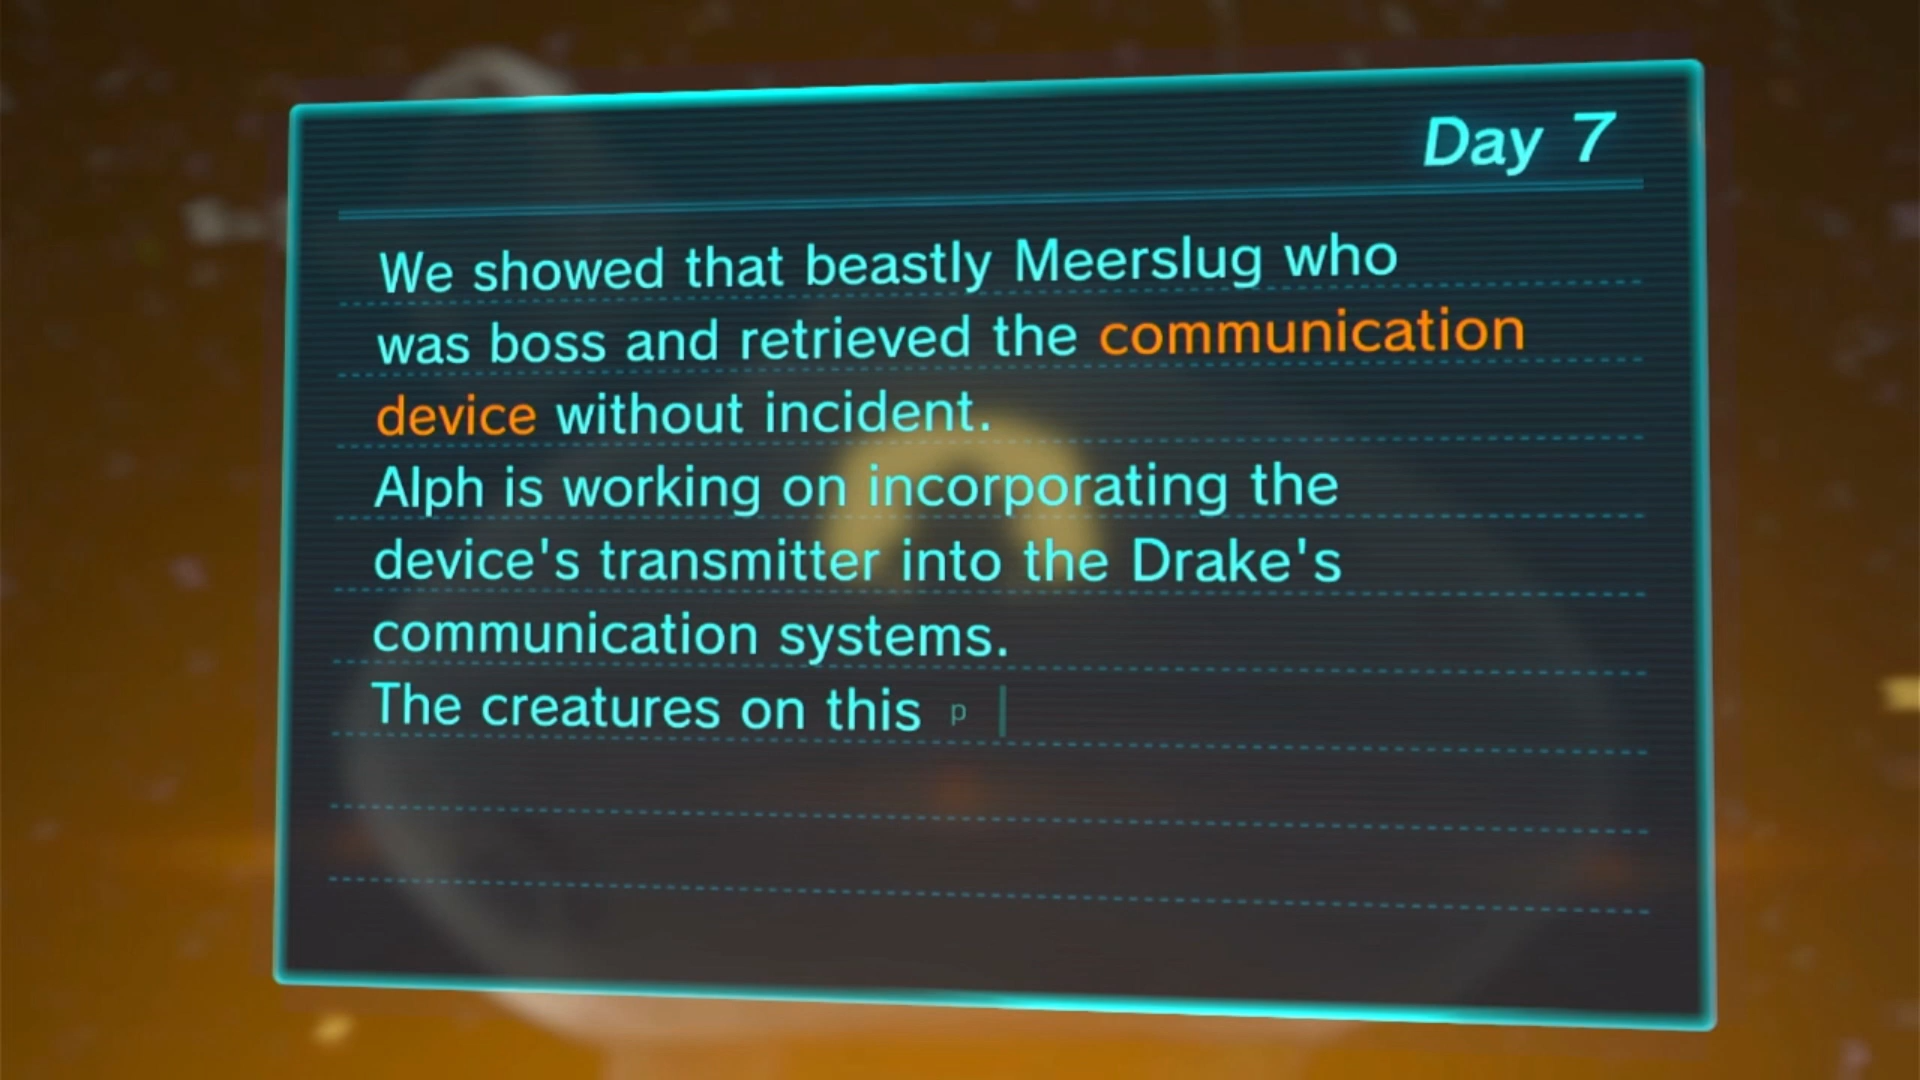 Day 7
We showed that beastly Meerslug who
was boss and retrieved the communication
device without incident.
Alph is working on incorporating the
device's transmitter into the Drake's
communication systems.
The creatures on this p